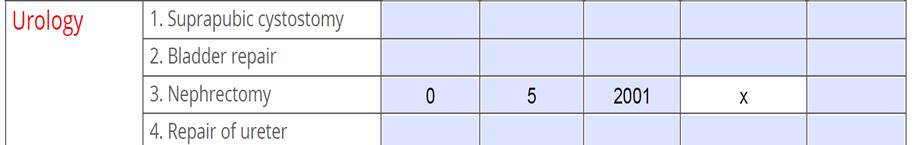 Urology 1. Suprapubic cystostomy
2. Bladder repair
3. Nephrectomy 0 5 2001 x
4. Repair of ureter